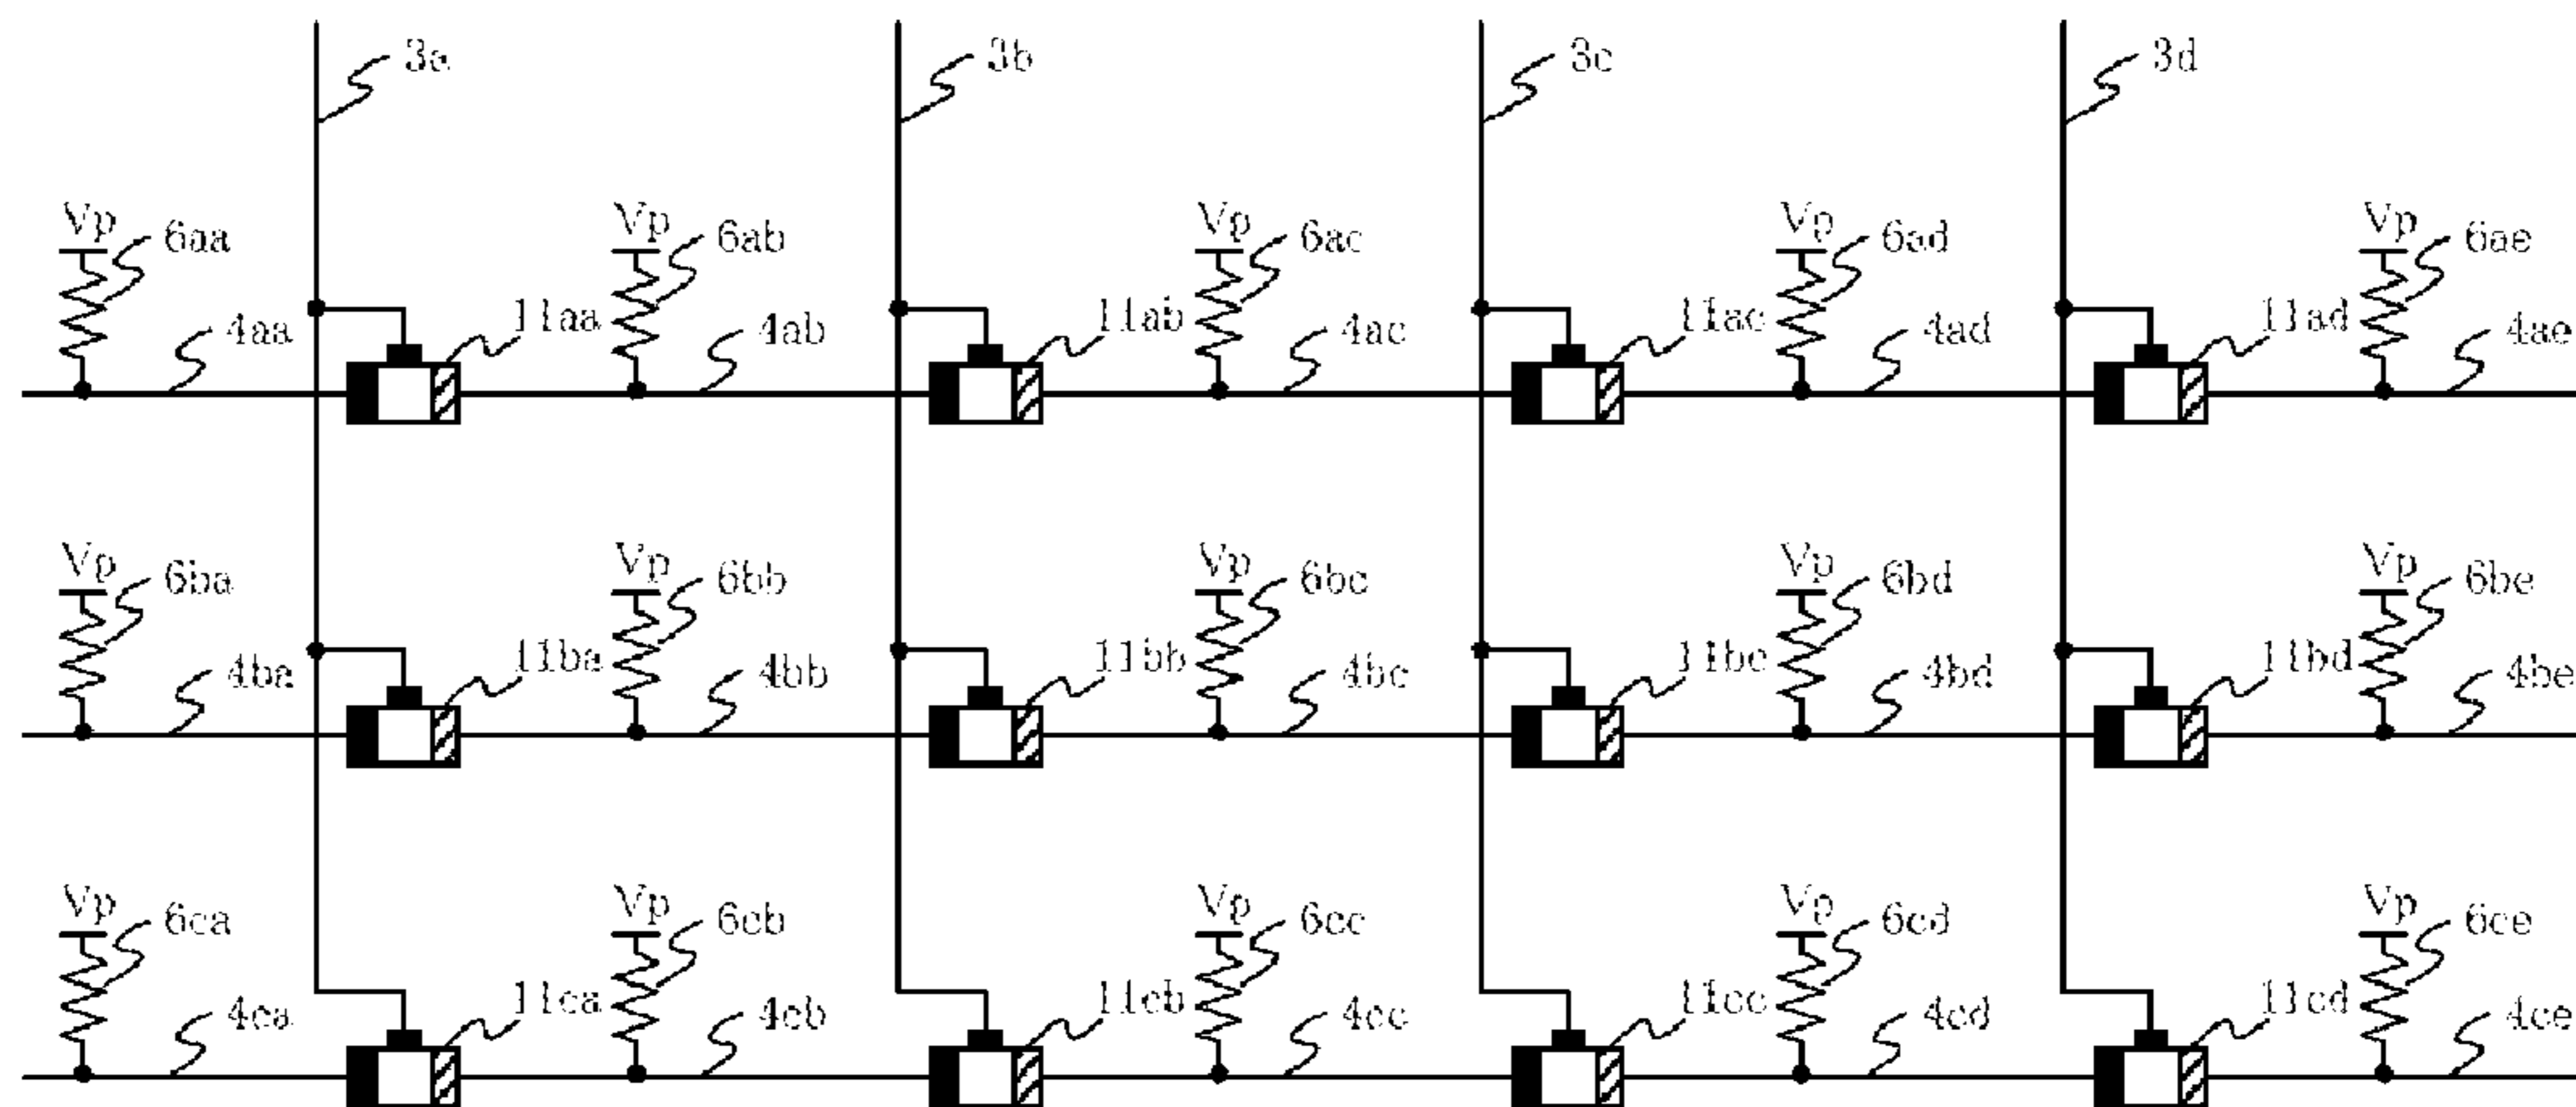 3a 3b 3c 3d
Vp Vp Vp Vp Vp
6aa 6ab 6ac 6ad 6ae
11aa 11ab 11ac 11ad
4aa 4ab 4ac 4ad 4ae
Vp Vp Vp Vp Vp
6ba 6bb 6bc 6bd 6be
11ba 11bb 11bc 11bd
4ba 4bb 4bc 4bd 4be
Vp Vp Vp Vp Vp
6ca 6cb 6cc 6cd 6ce
11ca 11cb 11cc 11cd
4ca 4cb 4cc 4cd 4ce